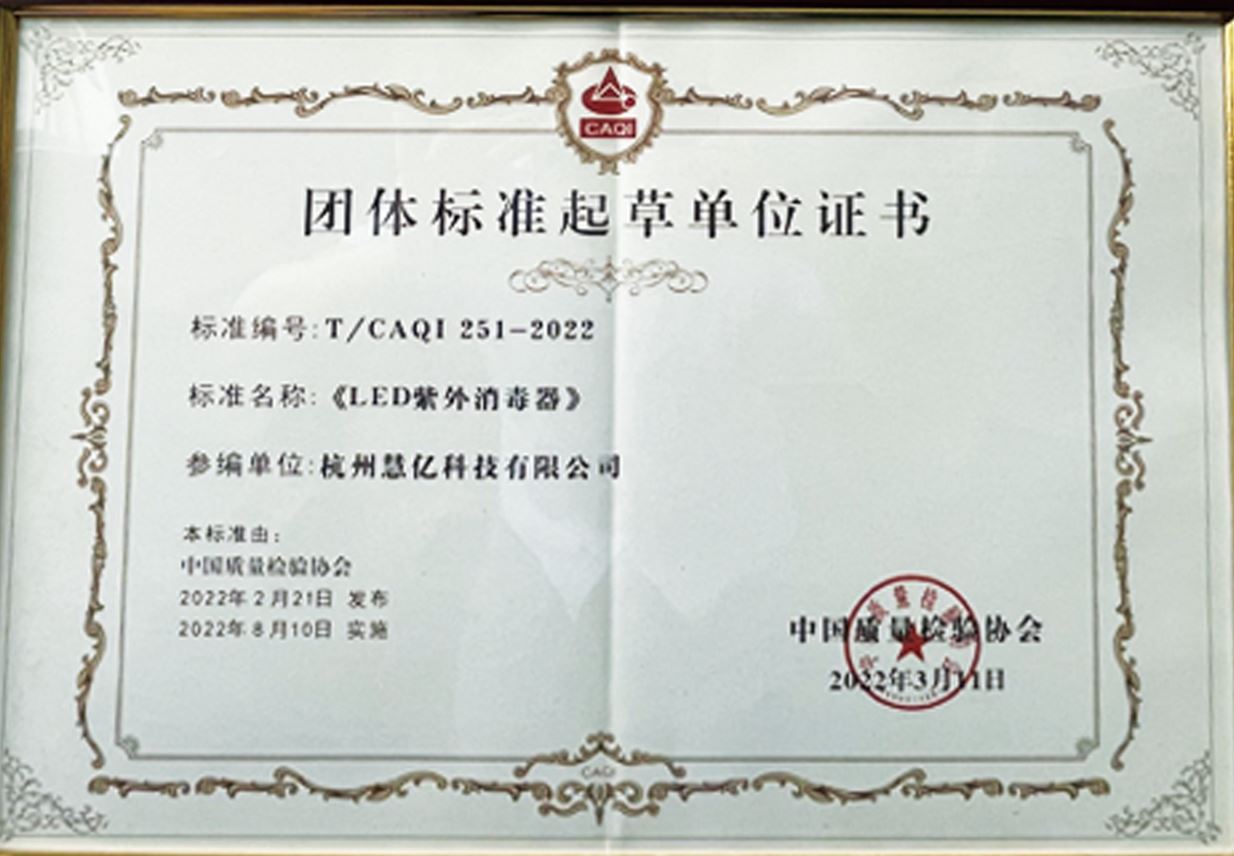 CAQI
团体标准起草单位证书
标准编号:T/CAQI 251-2022
标准名称:《LED紫外消毒器》
参编单位:杭州慧亿科技有限公司
本标准由:
中国质量检验协会
2022年2月21日 发布
2022年8月10日 实施
中国质量检验协会
2022年3月11日
CAQI